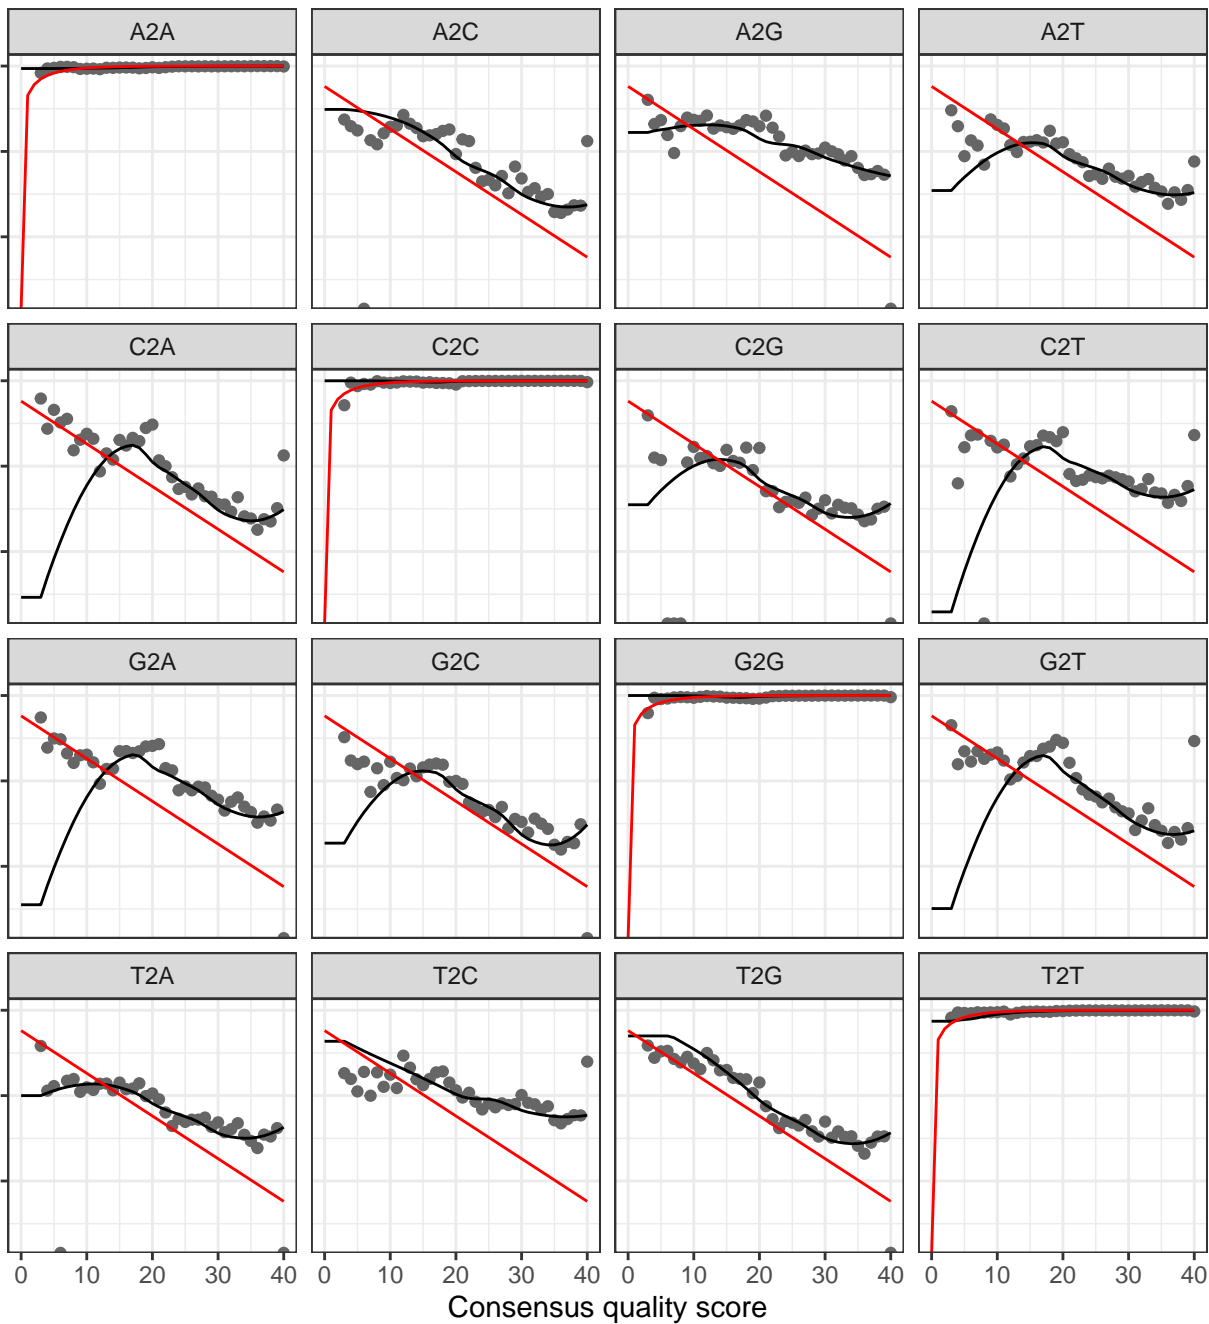 A2A A2C A2G A2T
C2A C2C C2G C2T
G2A G2C G2G G2T
T2A T2C T2G T2T
0 10 20 30 40 0 10 20 30 40 0 10 20 30 40 0 10 20 30 40
Consensus quality score